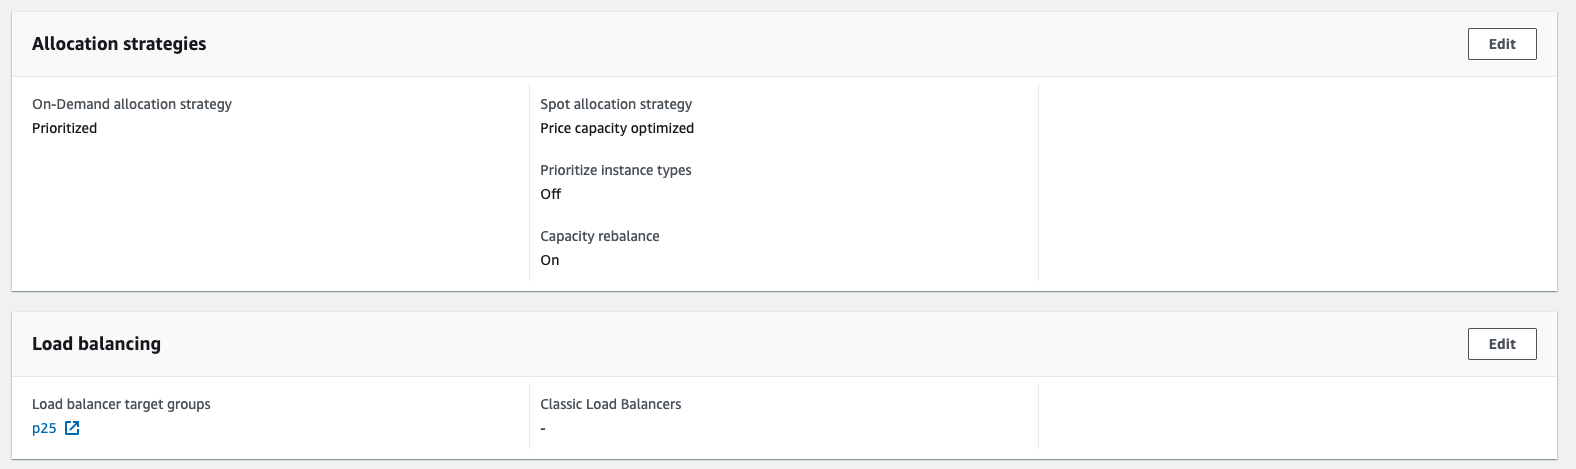 Allocation strategies
Edit
On-Demand allocation strategy
Prioritized
Spot allocation strategy
Price capacity optimized
Prioritize instance types
Off
Capacity rebalance
On
Load balancing
Edit
Load balancer target groups
p25
Classic Load Balancers
-